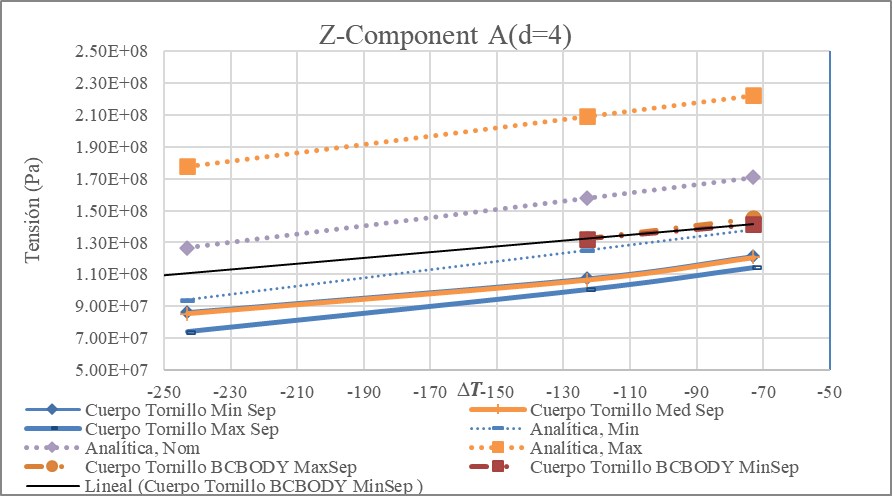 Z-Component A(d=4)
Tensión (Pa)
2.50E+08
2.30E+08
2.10E+08
1.90E+08
1.70E+08
1.50E+08
1.30E+08
1.10E+08
9.00E+07
7.00E+07
5.00E+07
-250 -230 -210 -190 -170 -150 -130 -110 -90 -70 -50
ΔT
Cuerpo Tornillo Min Sep Cuerpo Tornillo Med Sep
Cuerpo Tornillo Max Sep Analítica, Min
Analítica, Nom Analítica, Max
Cuerpo Tornillo BCBODY MaxSep Cuerpo Tornillo BCBODY MinSep
Lineal (Cuerpo Tornillo BCBODY MinSep )